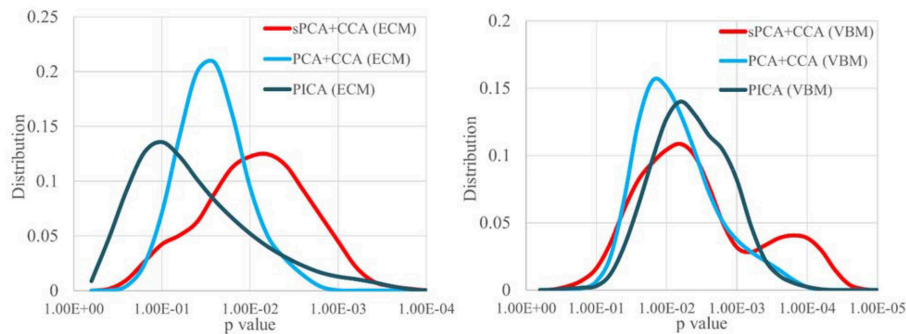 sPCA+CCA (ECM)
PCA+CCA (ECM)
PICA (ECM)
0.25
0.2
0.15
0.1
0.05
0
Distribution
1.00E+00 1.00E-01 1.00E-02 1.00E-03 1.00E-04
p value
sPCA+CCA (VBM)
PCA+CCA (VBM)
PICA (VBM)
0.2
0.15
0.1
0.05
0
Distribution
1.00E+00 1.00E-01 1.00E-02 1.00E-03 1.00E-04 1.00E-05
p value